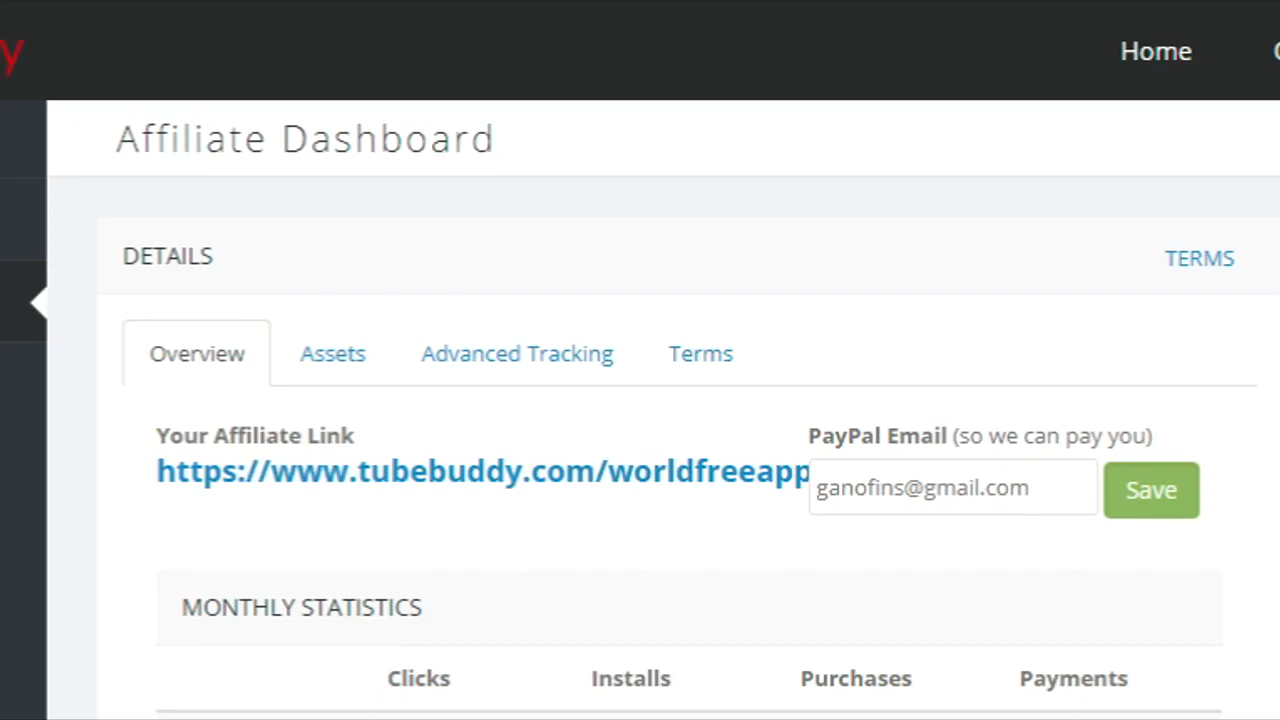 y
Home
Affiliate Dashboard
DETAILS
TERMS
Overview Assets Advanced Tracking Terms
Your Affiliate Link
https://www.tubebuddy.com/worldfreeapp
PayPal Email (so we can pay you)
ganofins@gmail.com
Save
MONTHLY STATISTICS
Clicks Installs Purchases Payments